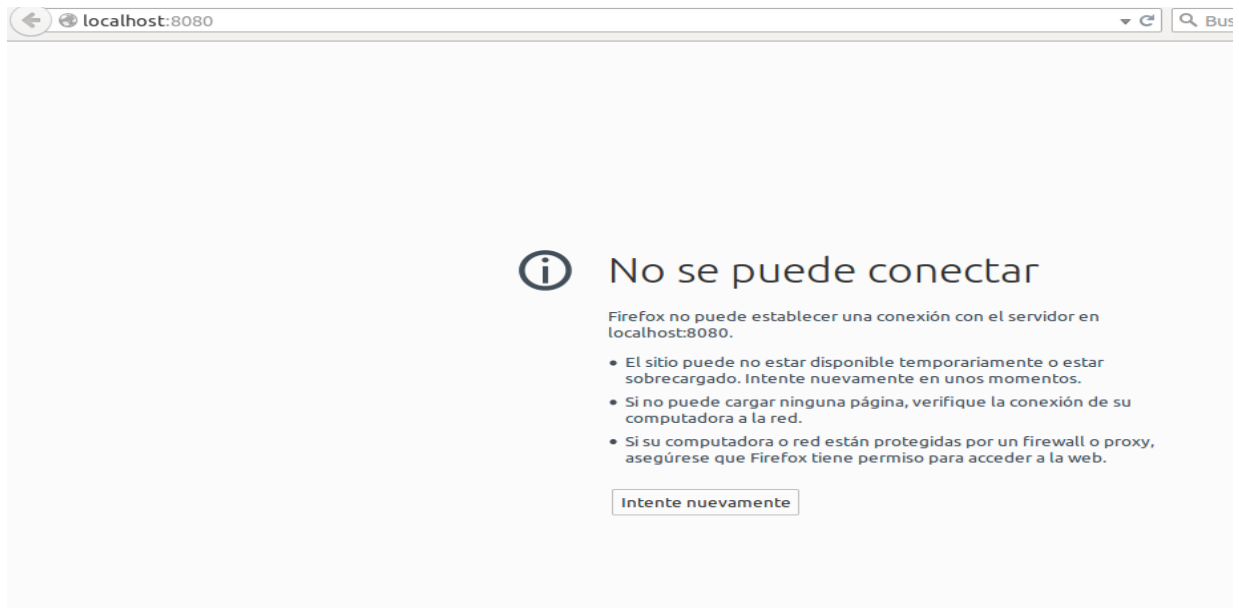 localhost:8080
Bus
No se puede conectar
Firefox no puede establecer una conexión con el servidor en
localhost:8080.
• El sitio puede no estar disponible temporariamente o estar
sobrecargado. Intente nuevamente en unos momentos.
• Si no puede cargar ninguna página, verifique la conexión de su
computadora a la red.
• Si su computadora o red están protegidas por un firewall o proxy,
asegúrese que Firefox tiene permiso para acceder a la web.
Intente nuevamente